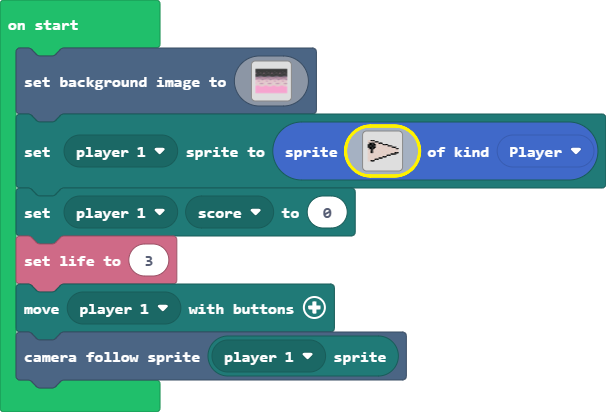 on start
set background image to
set player 1 sprite to sprite of kind Player
set player 1 score to 0
set life to 3
move player 1 with buttons
camera follow sprite player 1 sprite